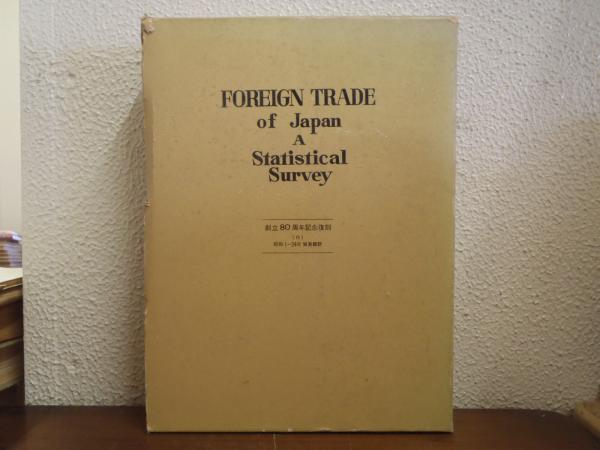 FOREIGN TRADE
of Japan
A
Statistical
Survey
創立80周年記念復刻